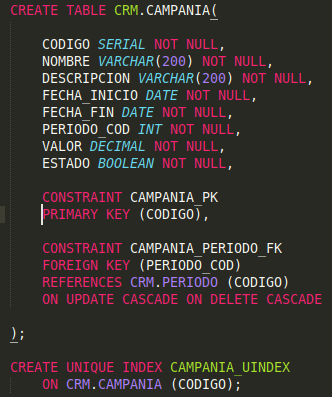 CREATE TABLE CRM.CAMPANIA(
CODIGO SERIAL NOT NULL,
NOMBRE VARCHAR(200) NOT NULL,
DESCRIPCION VARCHAR(200) NOT NULL,
FECHA_INICIO DATE NOT NULL,
FECHA_FIN DATE NOT NULL,
PERIODO_COD INT NOT NULL,
VALOR DECIMAL NOT NULL,
ESTADO BOOLEAN NOT NULL,
CONSTRAINT CAMPANIA_PK
PRIMARY KEY (CODIGO),
CONSTRAINT CAMPANIA_PERIODO_FK
FOREIGN KEY (PERIODO_COD)
REFERENCES CRM.PERIODO (CODIGO)
ON UPDATE CASCADE ON DELETE CASCADE
);
CREATE UNIQUE INDEX CAMPANIA_UINDEX
ON CRM.CAMPANIA (CODIGO);